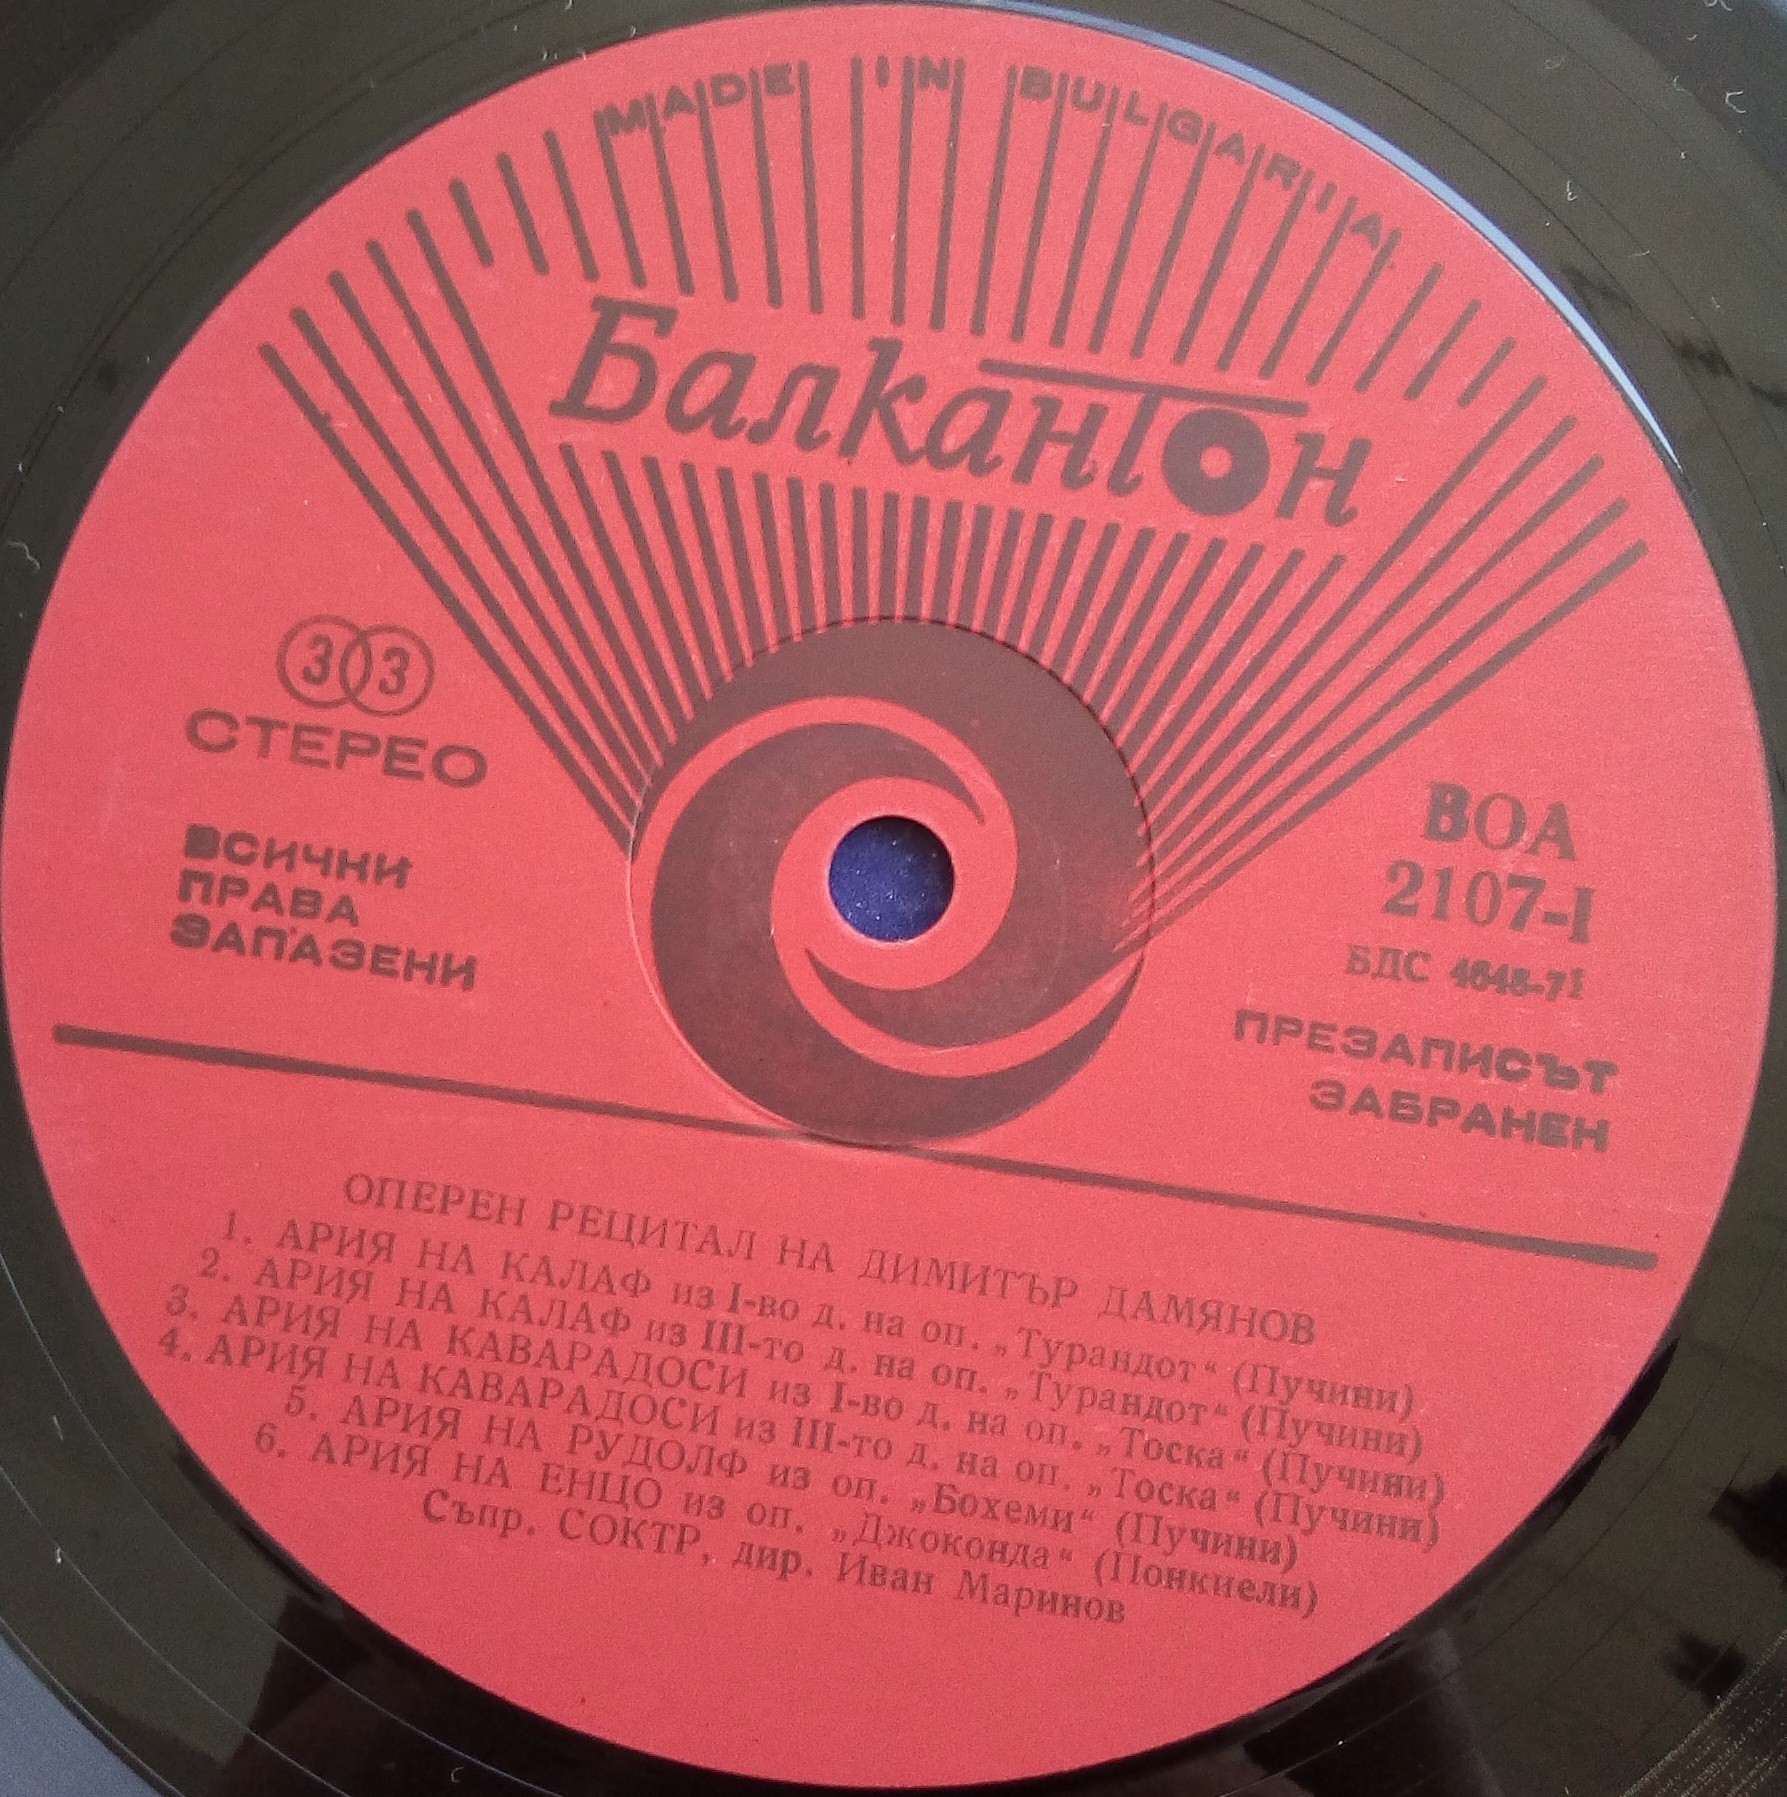 MADE IN BULGARIA
Балкантон
33
СТЕРЕО
ВСИЧКИ
ПРАВА
ЗАПАЗЕНИ
ВОА
2107-I
БДС 4648-71
ПРЕЗАПИСЪТ
ЗАБРАНЕН
ОПЕРЕН РЕЦИТАЛ НА ДИМИТЪР ДАМЯНОВ
1. АРИЯ НА КАЛАФ из I-во д. на оп. „Турандот“ (Пучини)
2. АРИЯ НА КАЛАФ из III-то д. на оп. „Турандот“ (Пучини)
3. АРИЯ НА КАВАРАДОСИ из I-во д. на оп. „Тоска“ (Пучини)
4. АРИЯ НА КАВАРАДОСИ из III-то д. на оп. „Тоска“ (Пучини)
5. АРИЯ НА РУДОЛФ из оп. „Бохеми“ (Пучини)
6. АРИЯ НА ЕНЦО из оп. „Джоконда“ (Понкиели)
Съпр. СОКТР, дир. Иван Маринов